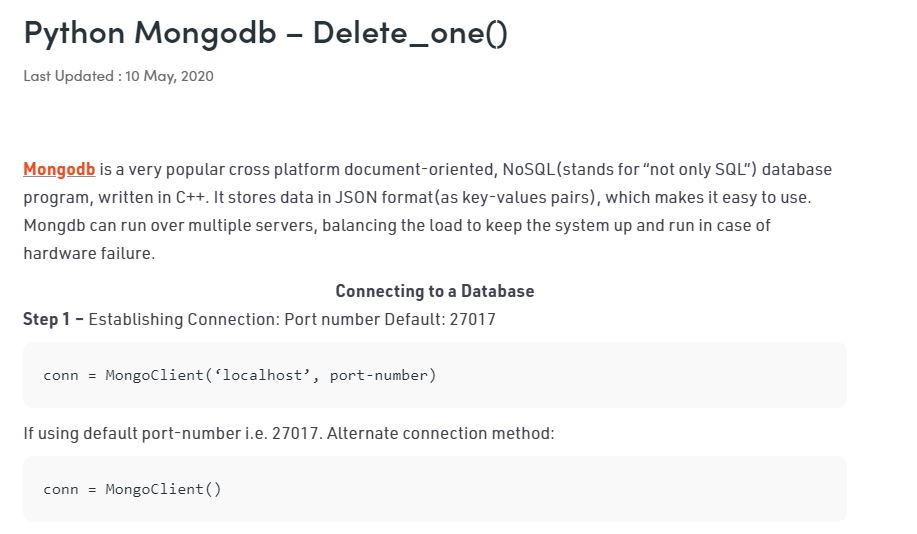 Python Mongodb – Delete_one()
Last Updated : 10 May, 2020
Mongodb is a very popular cross platform document-oriented, NoSQL(stands for “not only SQL”) database
program, written in C++. It stores data in JSON format(as key-values pairs), which makes it easy to use.
Mongdb can run over multiple servers, balancing the load to keep the system up and run in case of
hardware failure.
Connecting to a Database
Step 1 – Establishing Connection: Port number Default: 27017
conn = MongoClient(‘localhost’, port-number)
If using default port-number i.e. 27017. Alternate connection method:
conn = MongoClient()